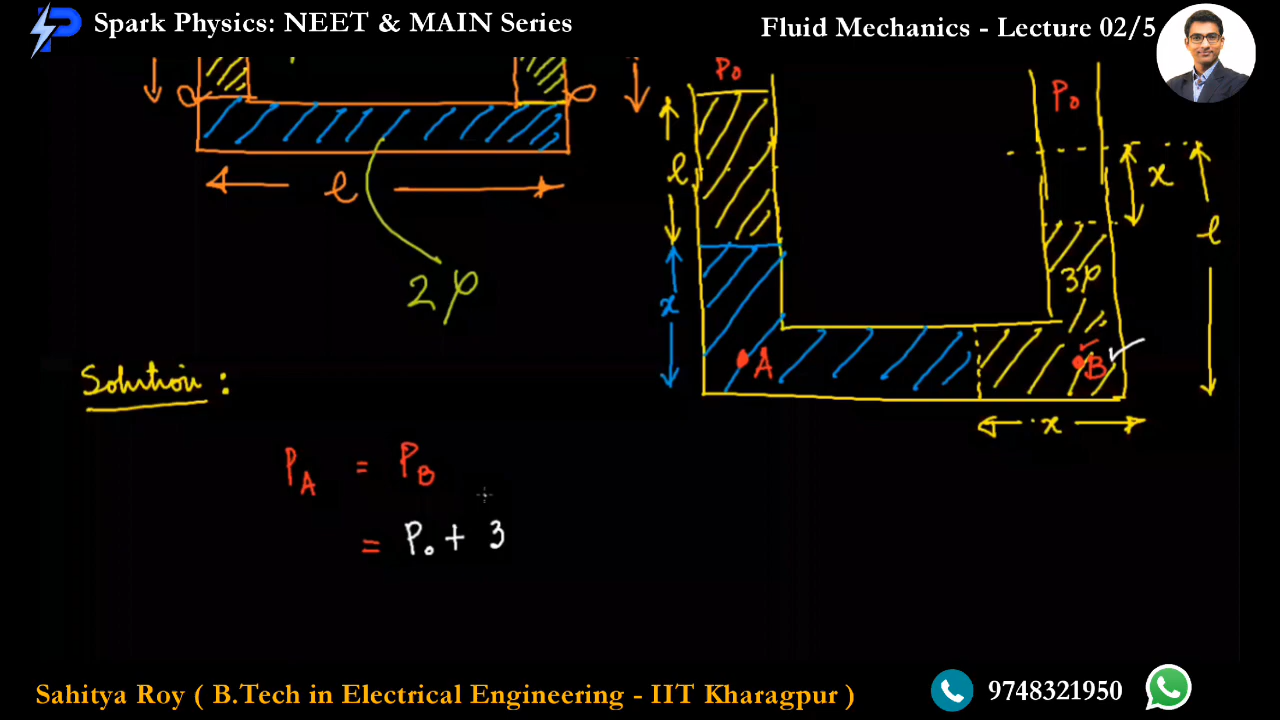 Spark Physics: NEET & MAIN Series
Fluid Mechanics - Lecture 02/5
P₀
P₀
l
x
l
l
2ρ
3ρ
x
A
B
x
Solution :
P_A = P_B
= P₀ + 3
Sahitya Roy ( B.Tech in Electrical Engineering - IIT Kharagpur )
9748321950